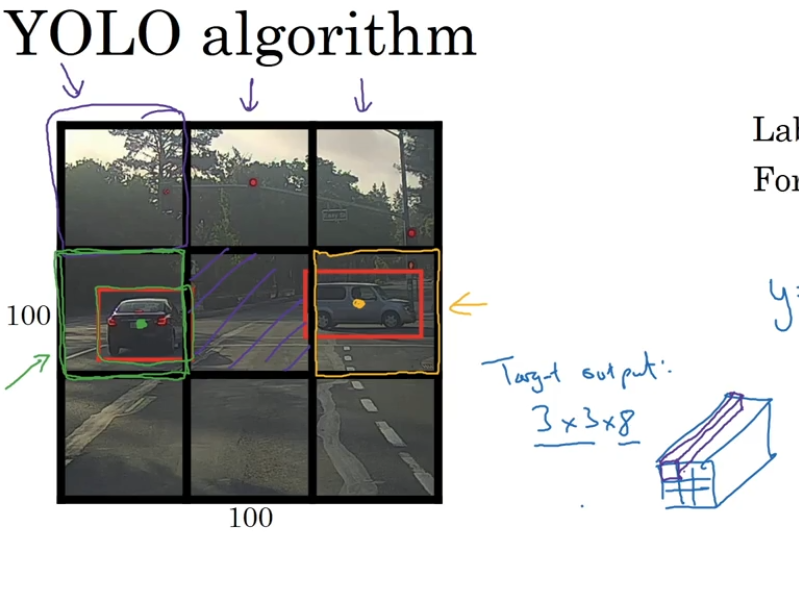 YOLO algorithm
Lab
For
100
y=
Target output:
3 x 3 x 8
100